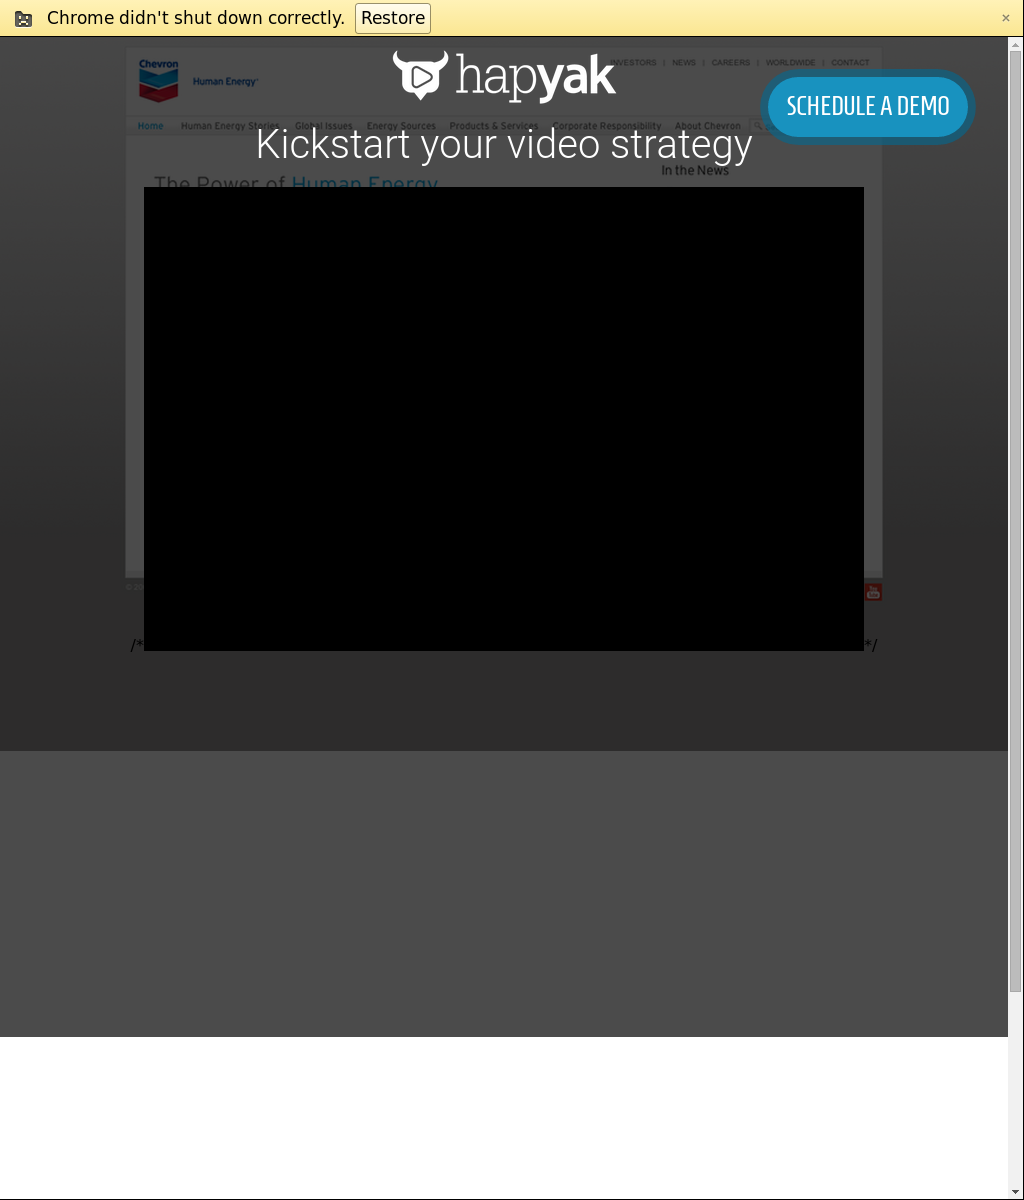 Chrome didn't shut down correctly. Restore
Chevron
Human Energy
INVESTORS | NEWS | CAREERS | WORLDWIDE | CONTACT
hapyak
SCHEDULE A DEMO
Home Human Energy Stories Global Issues Energy Sources Products & Services Corporate Responsibility About Chevron
Kickstart your video strategy
In the News
The Power of Human Energy
You
/* */